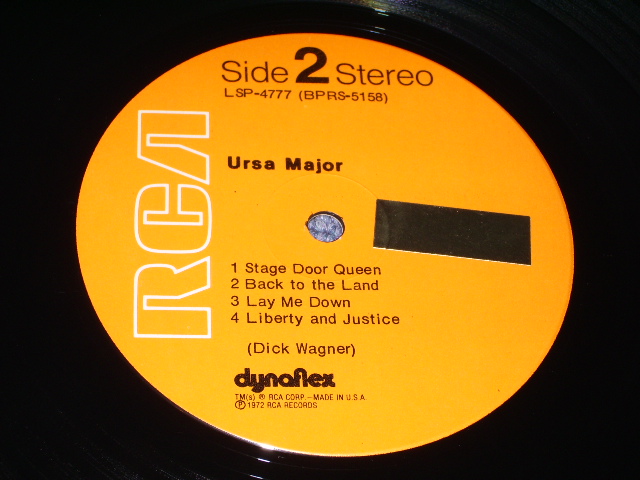 Side 2 Stereo
LSP-4777 (BPRS-5158)
RCA
Ursa Major
1 Stage Door Queen
2 Back to the Land
3 Lay Me Down
4 Liberty and Justice
(Dick Wagner)
dynaflex
TM(s) ® RCA CORP.—MADE IN U.S.A.
Ⓟ 1972 RCA RECORDS